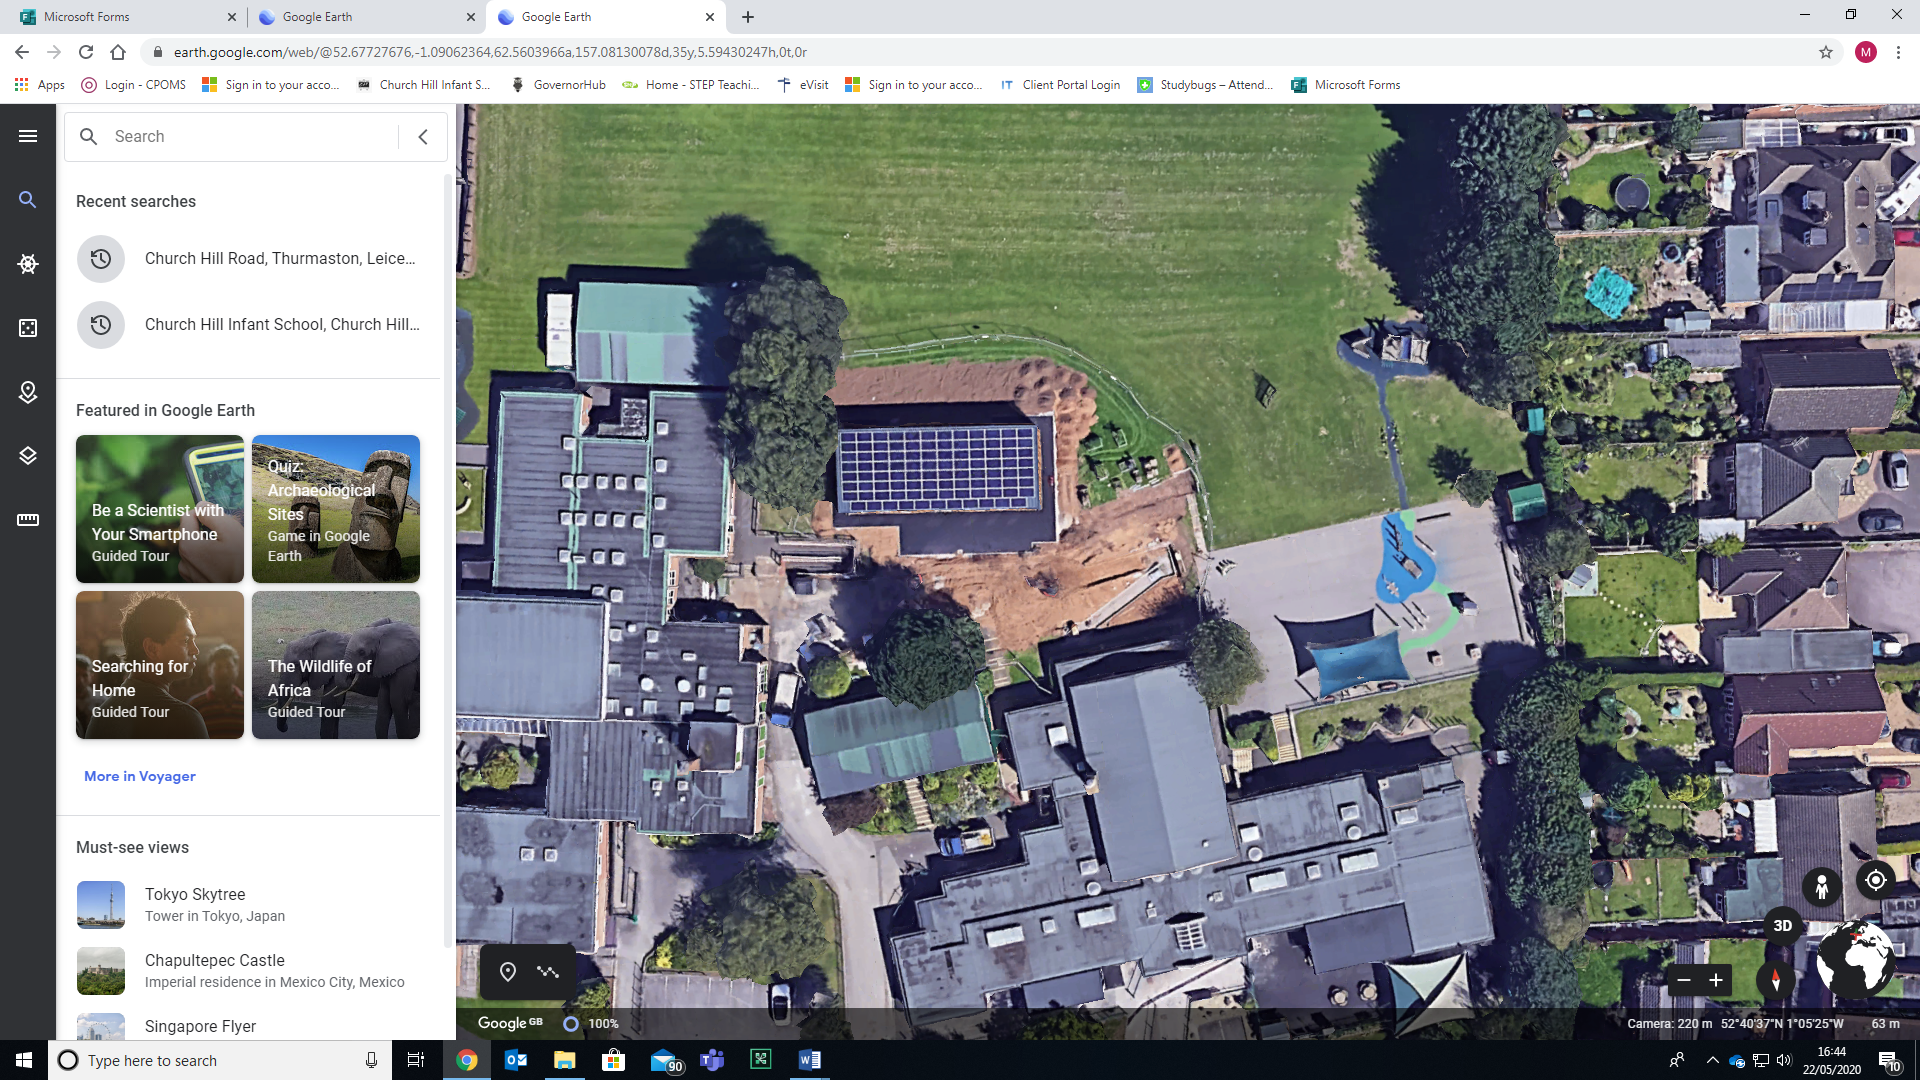 Microsoft Forms
Google Earth
Google Earth
earth.google.com/web/@52.67727676,-1.09062364,62.5603966a,157.08130078d,35y,5.59430247h,0t,0r
M
Apps
Login - CPOMS
Sign in to your acco...
Church Hill Infant S...
GovernorHub
Home - STEP Teachi...
eVisit
Sign in to your acco...
IT Client Portal Login
Studybugs – Attend...
Microsoft Forms
Search
Recent searches
Church Hill Road, Thurmaston, Leice...
Church Hill Infant School, Church Hill...
Featured in Google Earth
Be a Scientist with
Your Smartphone
Guided Tour
Quiz:
Archaeological
Sites
Game in Google
Earth
Searching for
Home
Guided Tour
The Wildlife of
Africa
Guided Tour
More in Voyager
Must-see views
Tokyo Skytree
Tower in Tokyo, Japan
Chapultepec Castle
Imperial residence in Mexico City, Mexico
Singapore Flyer
3D
Google GB
100%
Camera: 220 m 52°40'37"N 1°05'25"W 63 m
Type here to search
90
16:44
22/05/2020
10